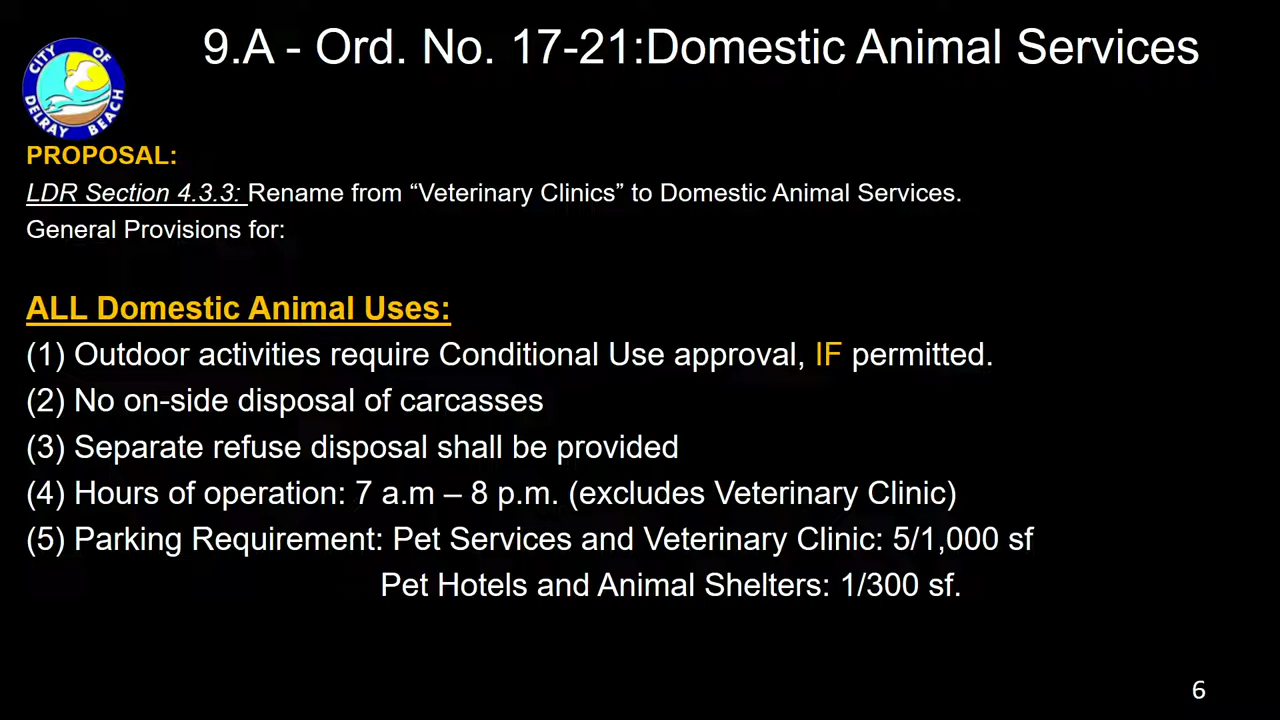 9.A - Ord. No. 17-21:Domestic Animal Services
CITY OF
DELRAY BEACH
PROPOSAL:
LDR Section 4.3.3: Rename from “Veterinary Clinics” to Domestic Animal Services.
General Provisions for:
ALL Domestic Animal Uses:
(1) Outdoor activities require Conditional Use approval, IF permitted.
(2) No on-side disposal of carcasses
(3) Separate refuse disposal shall be provided
(4) Hours of operation: 7 a.m – 8 p.m. (excludes Veterinary Clinic)
(5) Parking Requirement: Pet Services and Veterinary Clinic: 5/1,000 sf
Pet Hotels and Animal Shelters: 1/300 sf.
6